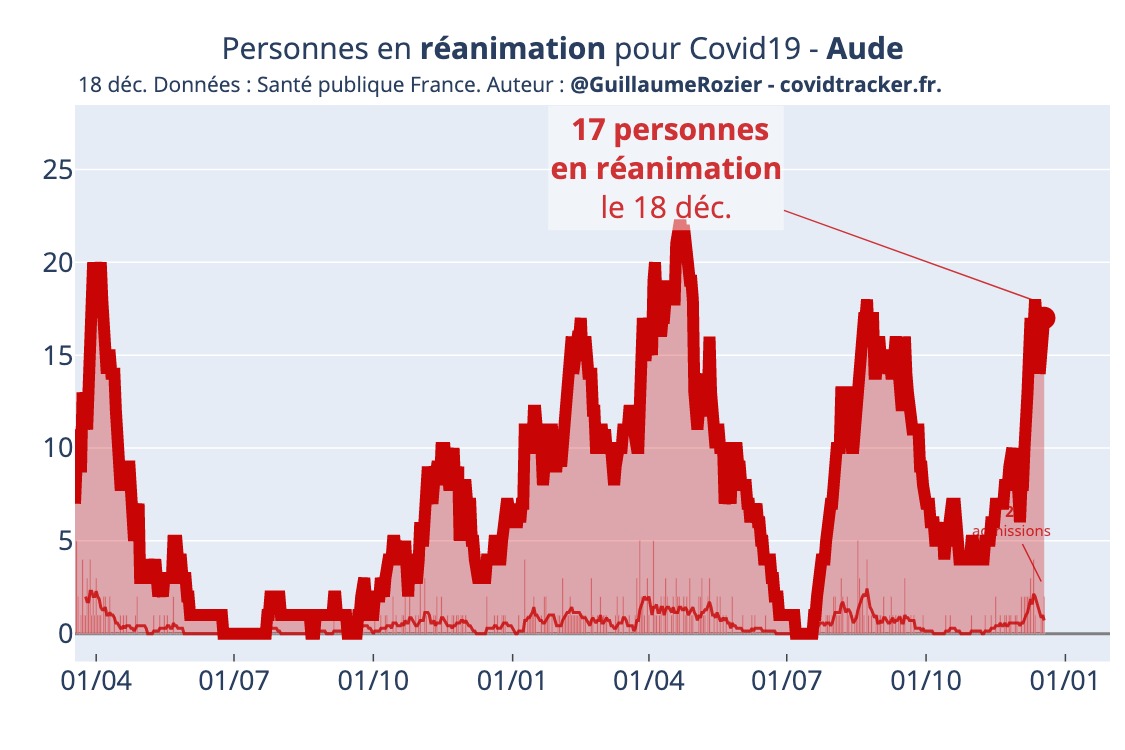 Personnes en réanimation pour Covid19 - Aude
18 déc. Données : Santé publique France. Auteur : @GuillaumeRozier - covidtracker.fr.
17 personnes
en réanimation
le 18 déc.
25
20
15
10
5
0
2
admissions
01/04 01/07 01/10 01/01 01/04 01/07 01/10 01/01